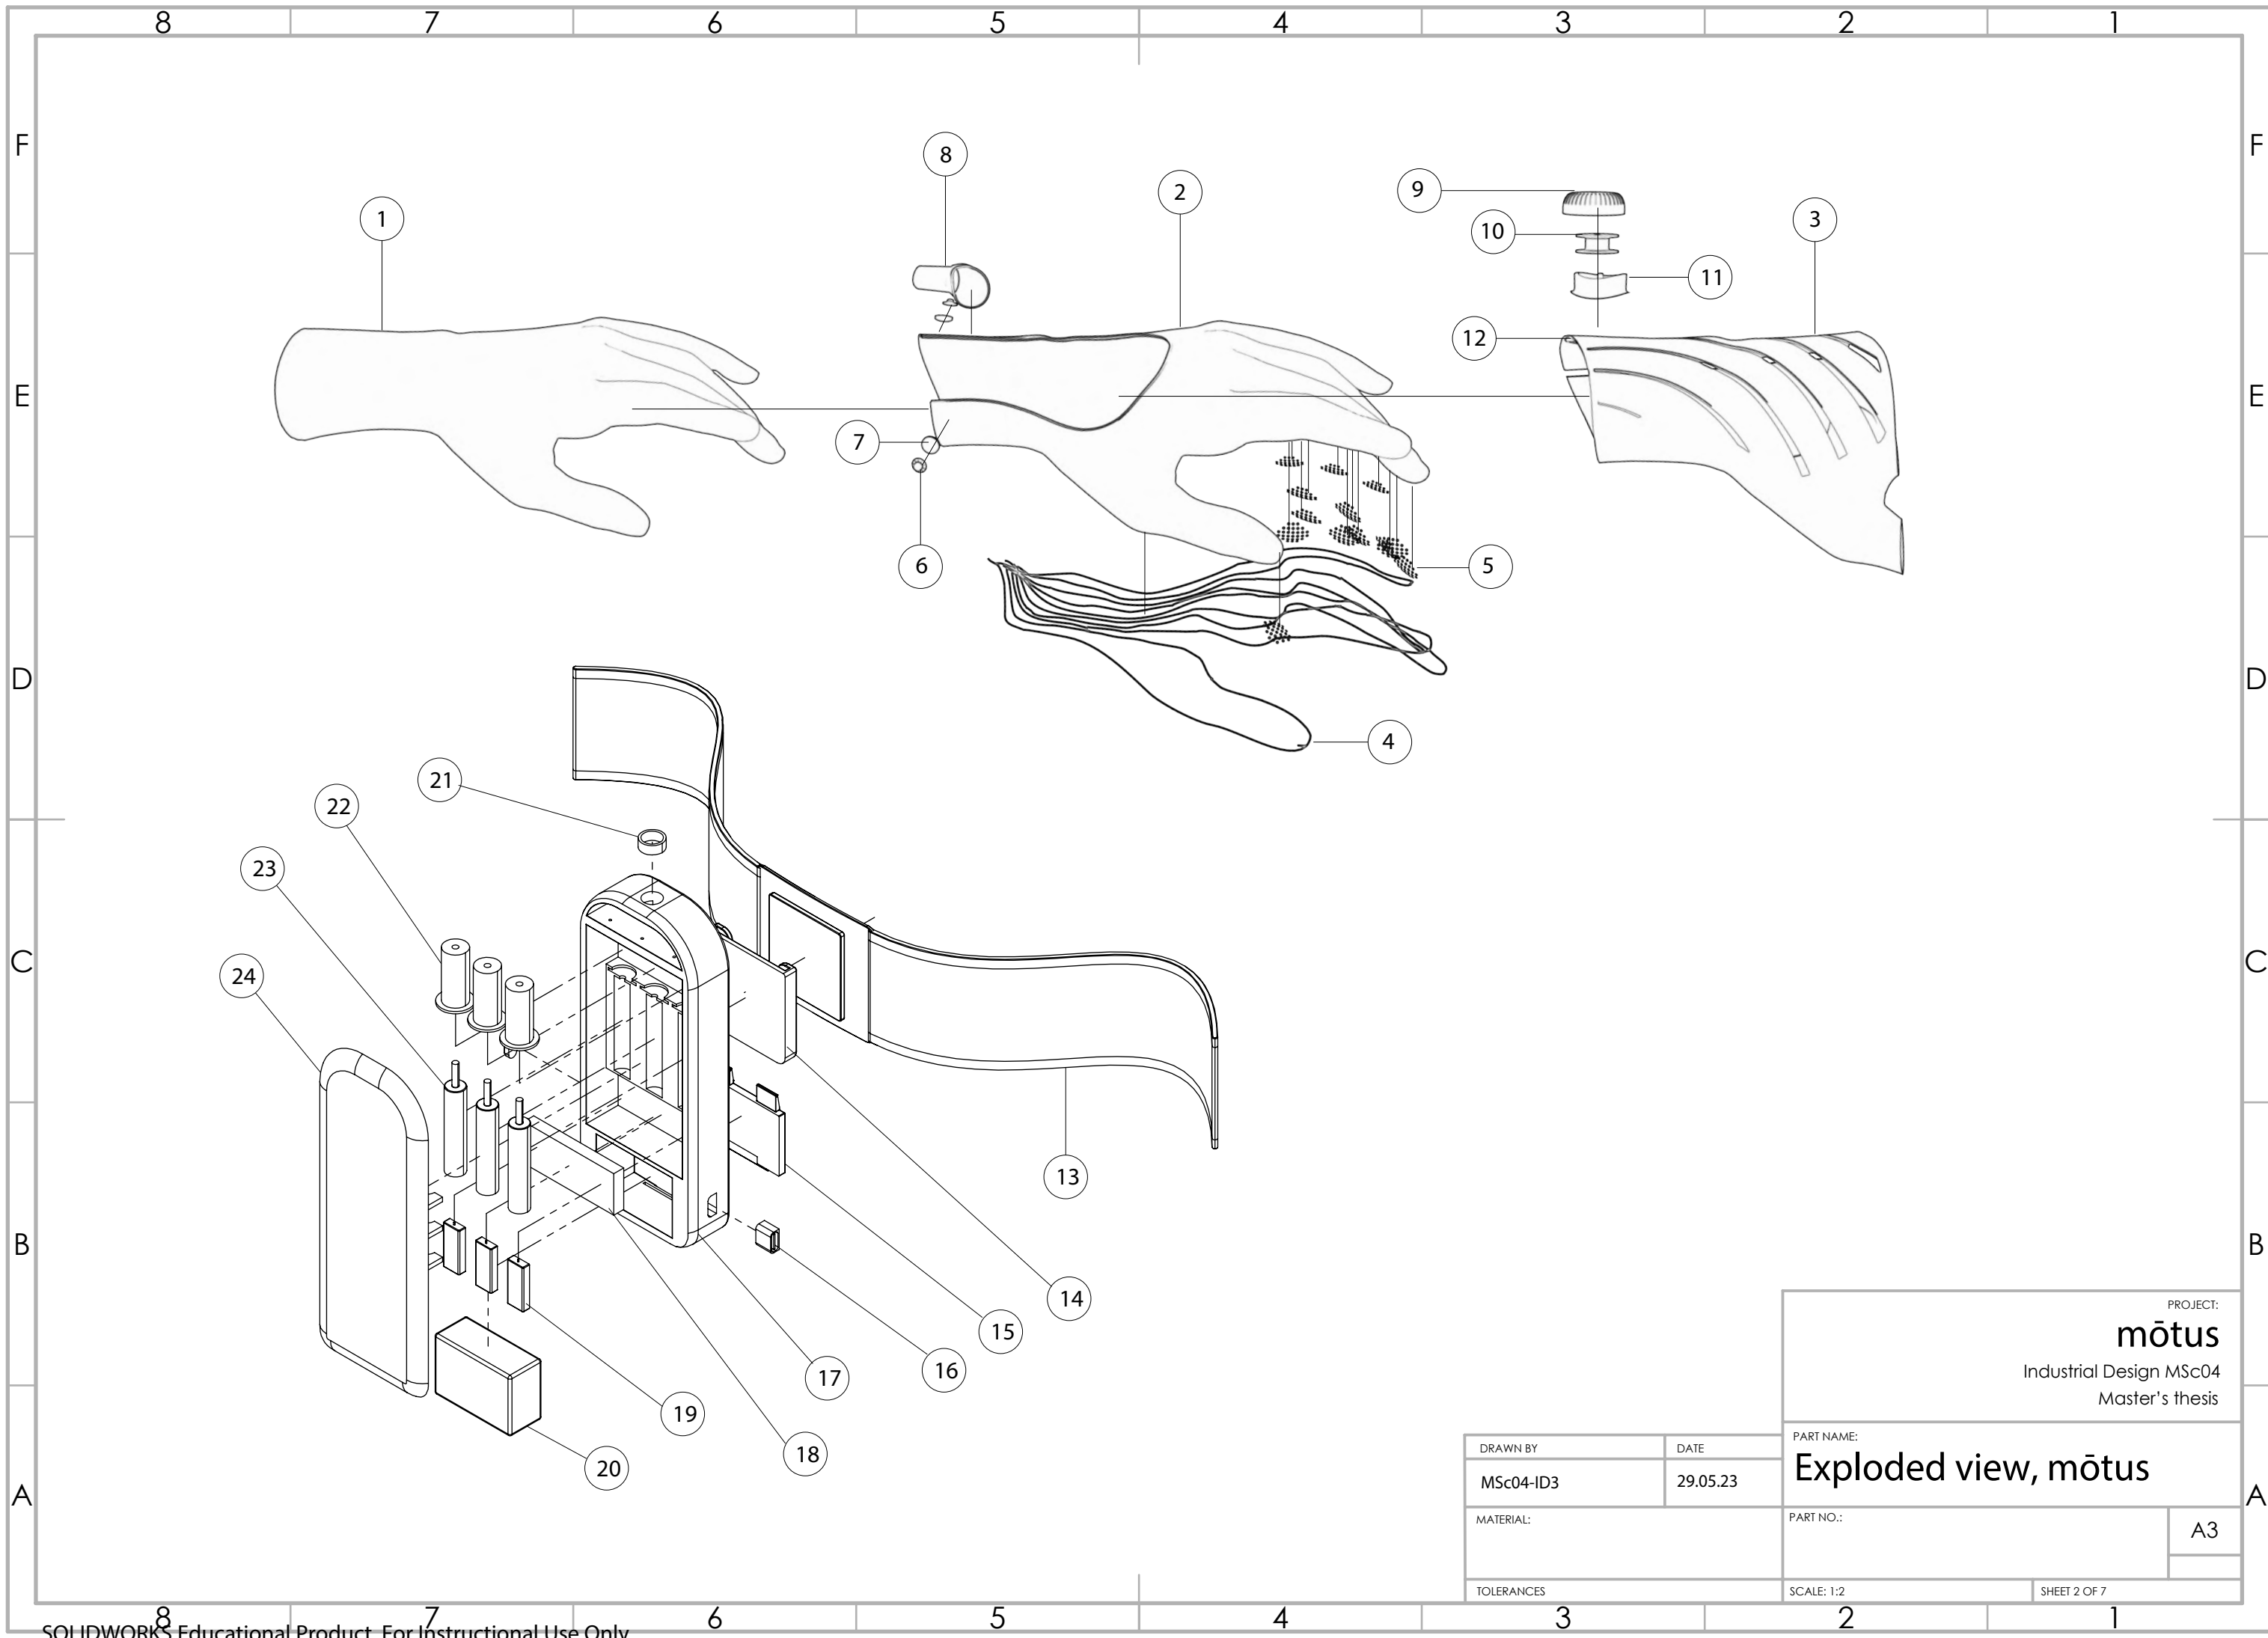 8 7 6 5 4 3 2 1
F F
8
2
9
1
3
10
11
12
E E
7
6
5
D D
4
21
22
23
C C
24
13
B B
14
15
16
17
19
18
20
A A
PROJECT:
mōtus
Industrial Design MSc04
Master's thesis
DRAWN BY
MSc04-ID3
DATE
29.05.23
PART NAME:
Exploded view, mōtus
MATERIAL:
PART NO.:
A3
TOLERANCES
SCALE: 1:2
SHEET 2 OF 7
8 7 6 5 4 3 2 1
SOLIDWORKS Educational Product. For Instructional Use Only.